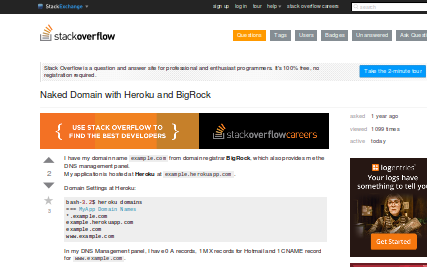 StackExchange
sign up log in tour help stack overflow careers
search
stackoverflow
Questions Tags Users Badges Unanswered Ask Quest
Stack Overflow is a question and answer site for professional and enthusiast programmers. It's 100% free, no
registration required.
Take the 2-minute tour
Naked Domain with Heroku and BigRock
USE STACK OVERFLOW TO
FIND THE BEST DEVELOPERS
stackoverflowcareers
asked 1 year ago
viewed 1099 times
active today
I have my domain name example.com from domain registrar BigRock, which also provides me the
DNS management panel.
My application is hosted at Heroku at example.herokuapp.com.
2
3
Domain Settings at Heroku:
bash-3.2$ heroku domains
=== MyApp Domain Names
*.example.com
example.herokuapp.com
example.com
www.example.com
In my DNS Management panel, I have 0 A records, 1 MX records for Hotmail and 1 CNAME record
for www.example.com.
logentries
Your logs have
something to tell you
Get Started